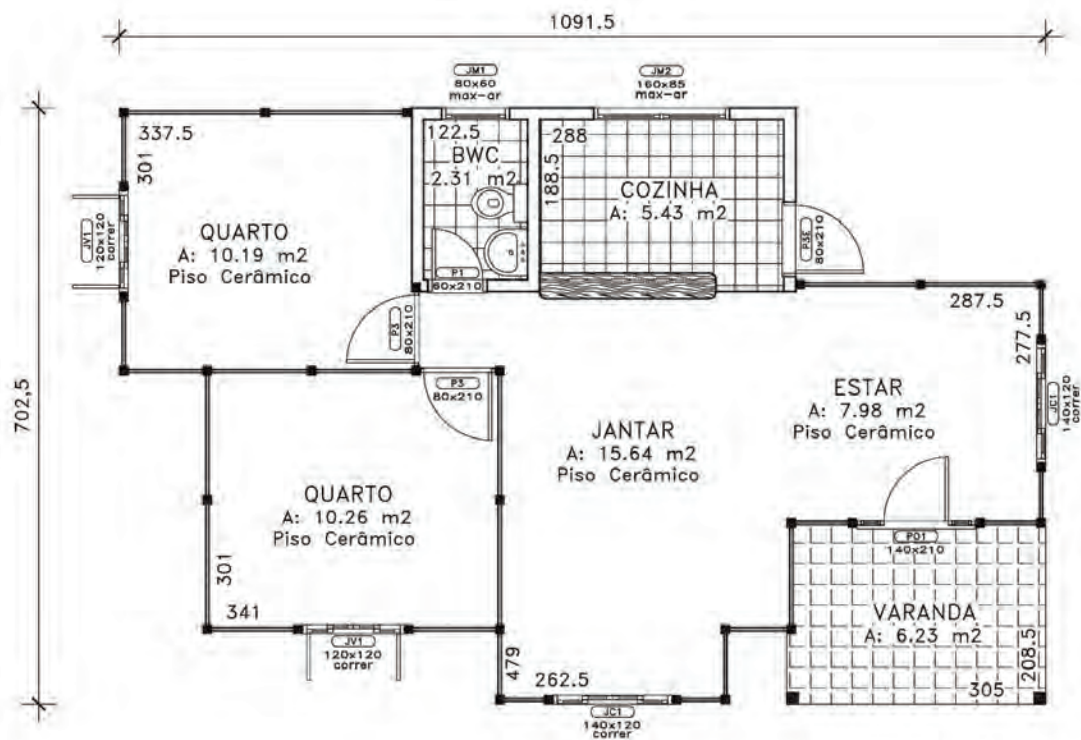 1091.5
702,5
JM1
80x60
max-ar
JM2
160x85
max-ar
337.5
301
JV1
120x120
correr
QUARTO
A: 10.19 m2
Piso Cerâmico
122.5
BWC
2.31 m2
P1
60x210
288
188.5
COZINHA
A: 5.43 m2
P3E
80x210
P3
80x210
P3
80x210
287.5
277.5
ESTAR
A: 7.98 m2
Piso Cerâmico
JC1
140x120
correr
JANTAR
A: 15.64 m2
Piso Cerâmico
QUARTO
A: 10.26 m2
Piso Cerâmico
301
341
JV1
120x120
correr
PO1
140x210
VARANDA
A: 6.23 m2
208.5
305
479
262.5
JC1
140x120
correr